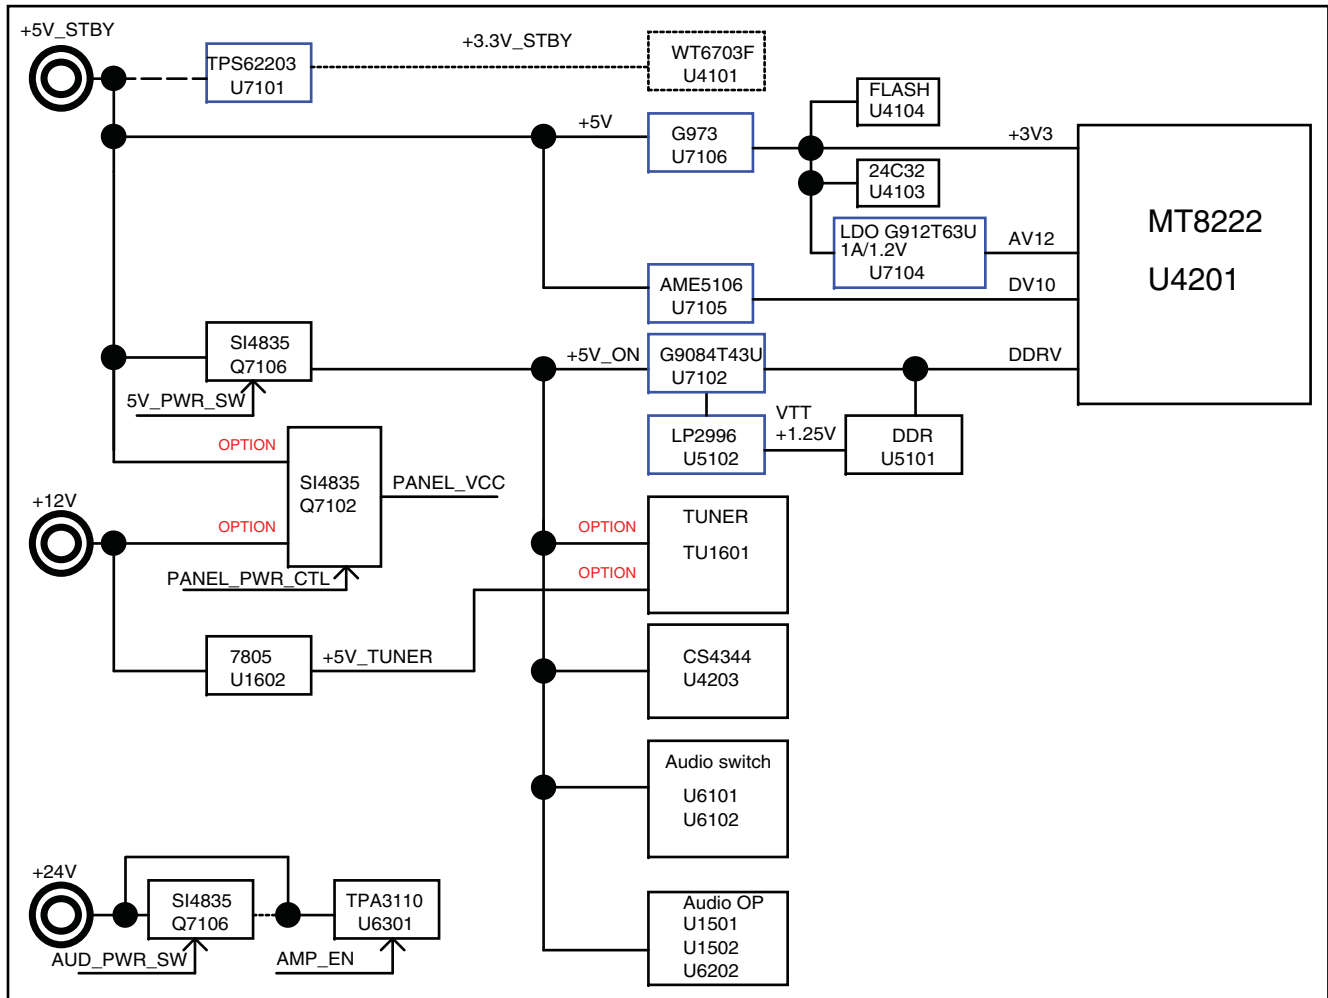 +5V_STBY
TPS62203
U7101
+3.3V_STBY
WT6703F
U4101
FLASH
U4104
+5V
G973
U7106
+3V3
24C32
U4103
MT8222
U4201
LDO G912T63U
1A/1.2V
U7104
AV12
AME5106
U7105
DV10
SI4835
Q7106
5V_PWR_SW
+5V_ON
G9084T43U
U7102
DDRV
LP2996
U5102
VTT
+1.25V
DDR
U5101
OPTION
SI4835
Q7102
PANEL_VCC
+12V
OPTION
PANEL_PWR_CTL
OPTION
TUNER
TU1601
OPTION
7805
U1602
+5V_TUNER
CS4344
U4203
Audio switch
U6101
U6102
+24V
SI4835
Q7106
AUD_PWR_SW
TPA3110
U6301
AMP_EN
Audio OP
U1501
U1502
U6202